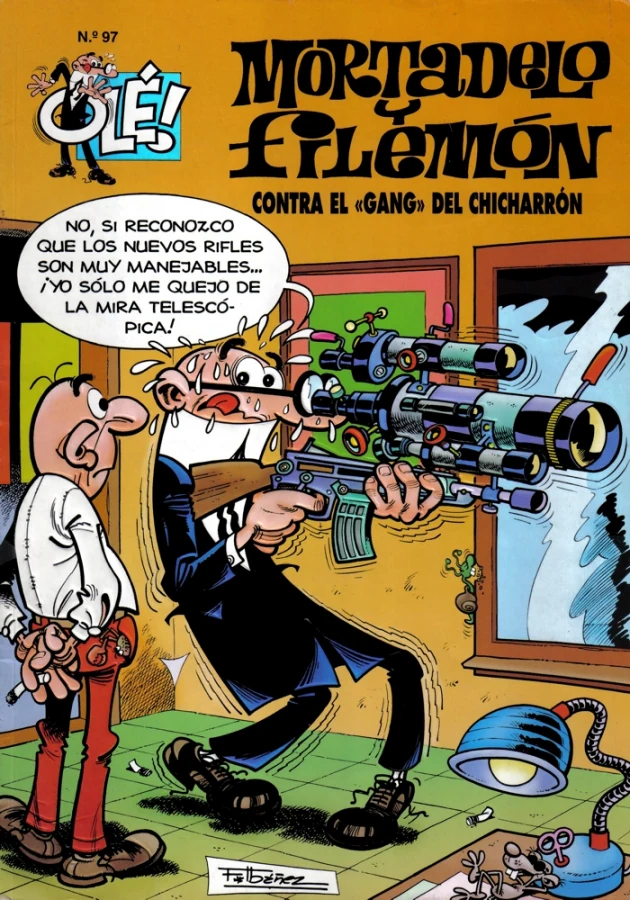 N.º 97
OLÉ!
MORTADELO
Y
FILEMÓN
CONTRA EL «GANG» DEL CHICHARRÓN
NO, SI RECONOZCO
QUE LOS NUEVOS RIFLES
SON MUY MANEJABLES...
¡YO SÓLO ME QUEJO DE
LA MIRA TELESCÓ-
PICA!
F. Ibáñez